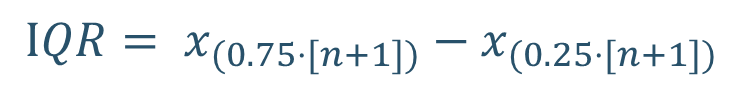 IQR = x(0.75·[n+1]) − x(0.25·[n+1])